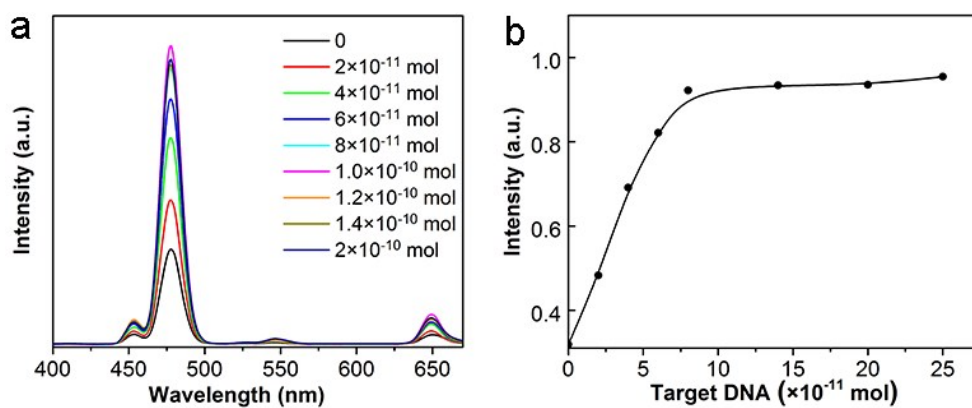 a
Intensity (a.u.)
0
2×10⁻¹¹ mol
4×10⁻¹¹ mol
6×10⁻¹¹ mol
8×10⁻¹¹ mol
1.0×10⁻¹⁰ mol
1.2×10⁻¹⁰ mol
1.4×10⁻¹⁰ mol
2×10⁻¹⁰ mol
400 450 500 550 600 650
Wavelength (nm)
b
Intensity (a.u.)
1.0
0.8
0.6
0.4
0 5 10 15 20 25
Target DNA (×10⁻¹¹ mol)